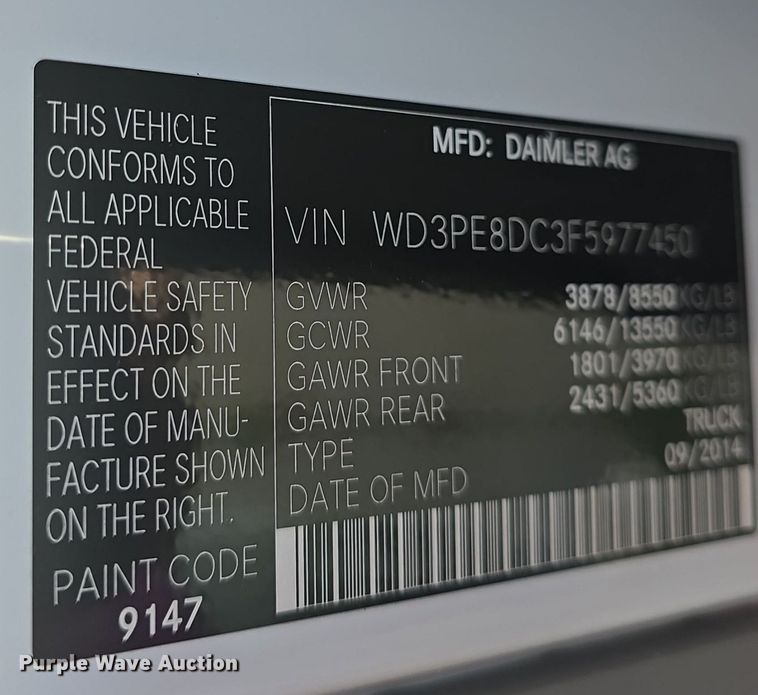 THIS VEHICLE
CONFORMS TO
ALL APPLICABLE
FEDERAL
VEHICLE SAFETY
STANDARDS IN
EFFECT ON THE
DATE OF MANU-
FACTURE SHOWN
ON THE RIGHT.
PAINT CODE
9147
MFD: DAIMLER AG
VIN WD3PE8DC3F5977450
GVWR 3878/8550 KG/LB
GCWR 6146/13550 KG/LB
GAWR FRONT 1801/3970 KG/LB
GAWR REAR 2431/5360 KG/LB
TYPE TRUCK
DATE OF MFD 09/2014
Purple Wave Auction